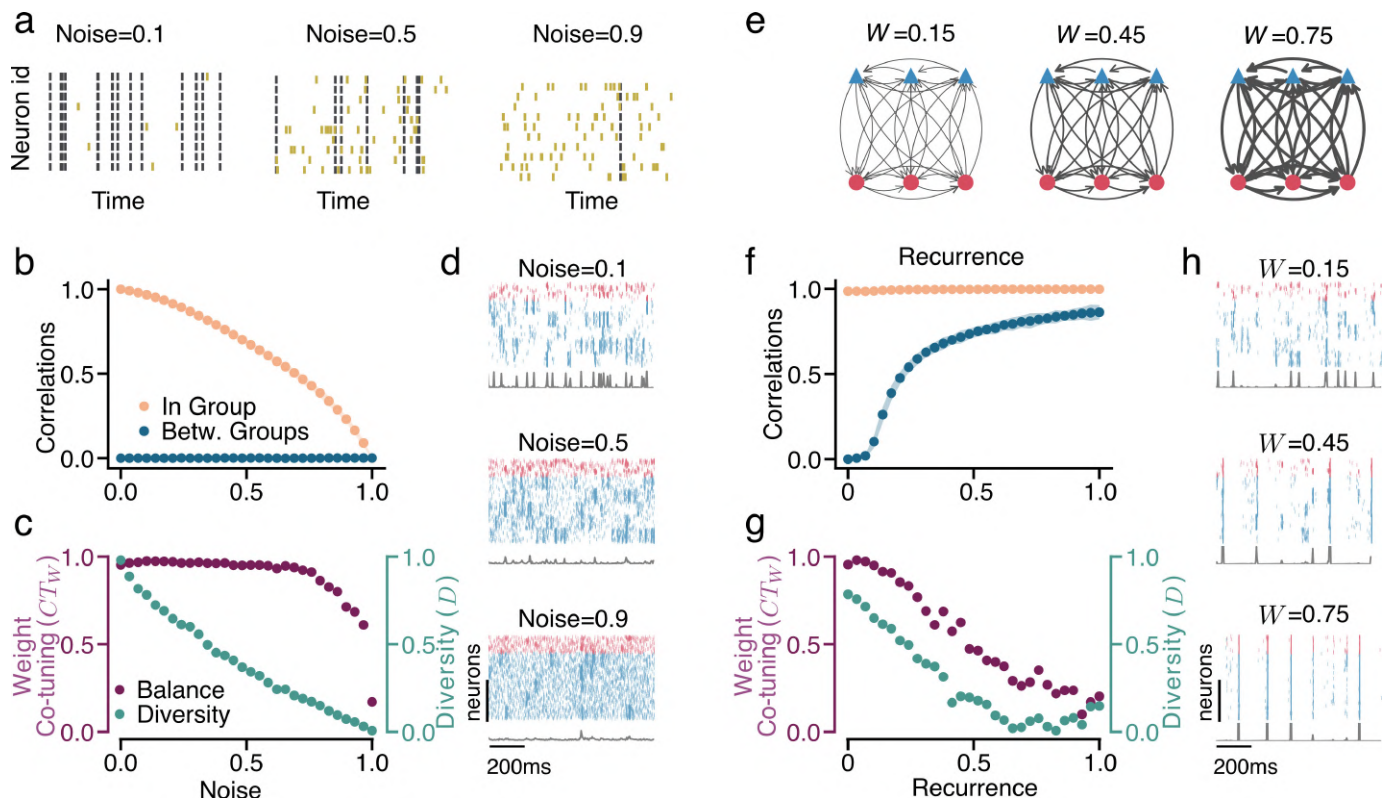 a
Noise=0.1
Noise=0.5
Noise=0.9
Neuron id
Time
Time
Time
b
Correlations
1.0
0.5
0.0
In Group
Betw. Groups
0.0
0.5
1.0
c
Weight
Co-tuning (CT_W)
1.0
0.5
0.0
Balance
Diversity
1.0
0.5
0.0
Diversity (D)
0.0
0.5
1.0
Noise
d
Noise=0.1
Noise=0.5
Noise=0.9
neurons
200ms
e
W=0.15
W=0.45
W=0.75
f
Recurrence
Correlations
1.0
0.5
0.0
0
0.5
1.0
g
Weight
Co-tuning (CT_W)
1.0
0.5
0.0
1.0
0.5
0.0
Diversity (D)
0
0.5
1.0
Recurrence
h
W=0.15
W=0.45
W=0.75
neurons
200ms